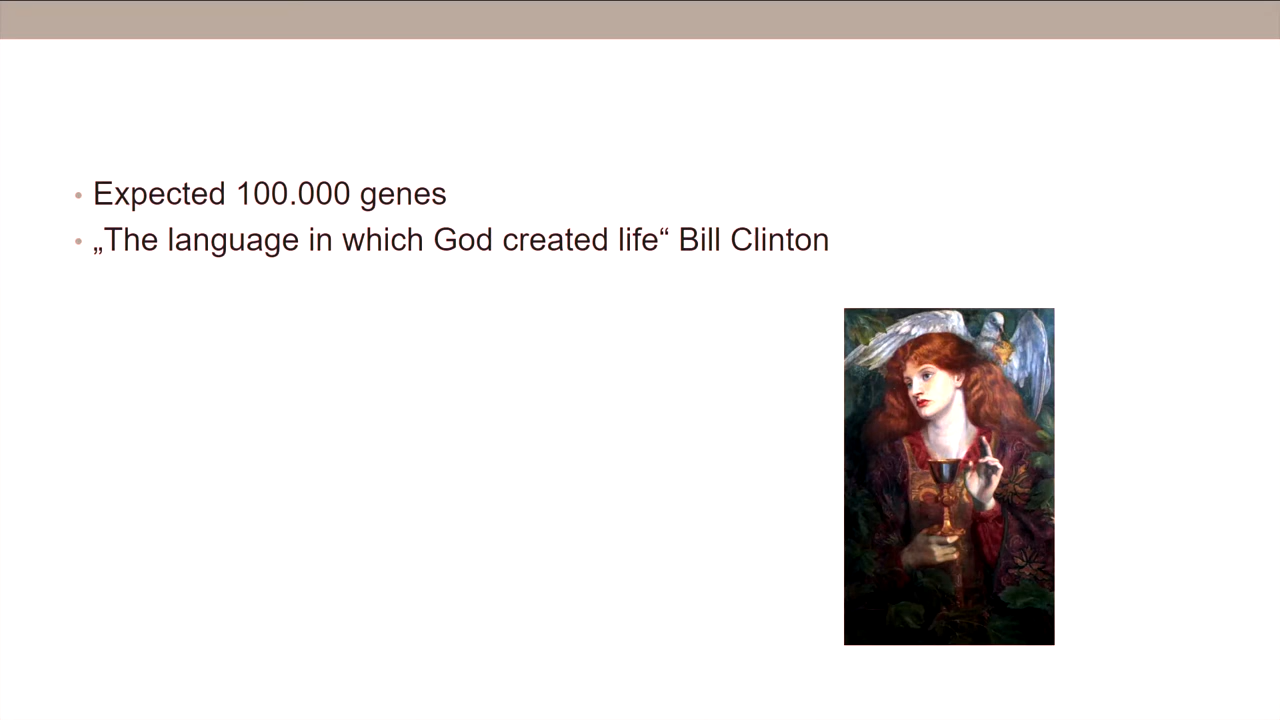 • Expected 100.000 genes
• „The language in which God created life“ Bill Clinton